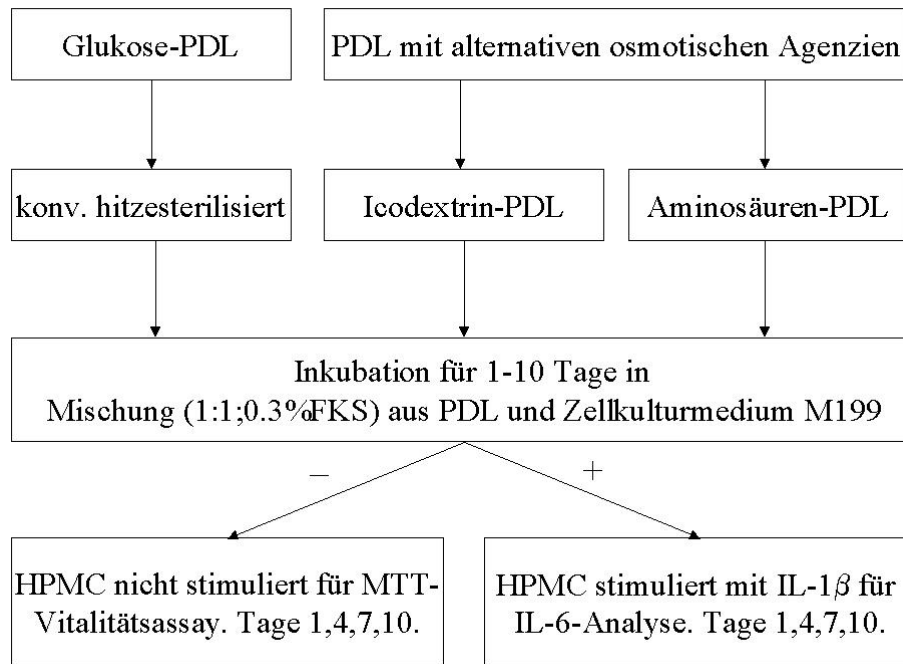 Glukose-PDL
PDL mit alternativen osmotischen Agenzien
konv. hitzesterilisiert
Icodextrin-PDL
Aminosäuren-PDL
Inkubation für 1-10 Tage in
Mischung (1:1;0.3%FKS) aus PDL und Zellkulturmedium M199
–
+
HPMC nicht stimuliert für MTT-
Vitalitätsassay. Tage 1,4,7,10.
HPMC stimuliert mit IL-1β für
IL-6-Analyse. Tage 1,4,7,10.